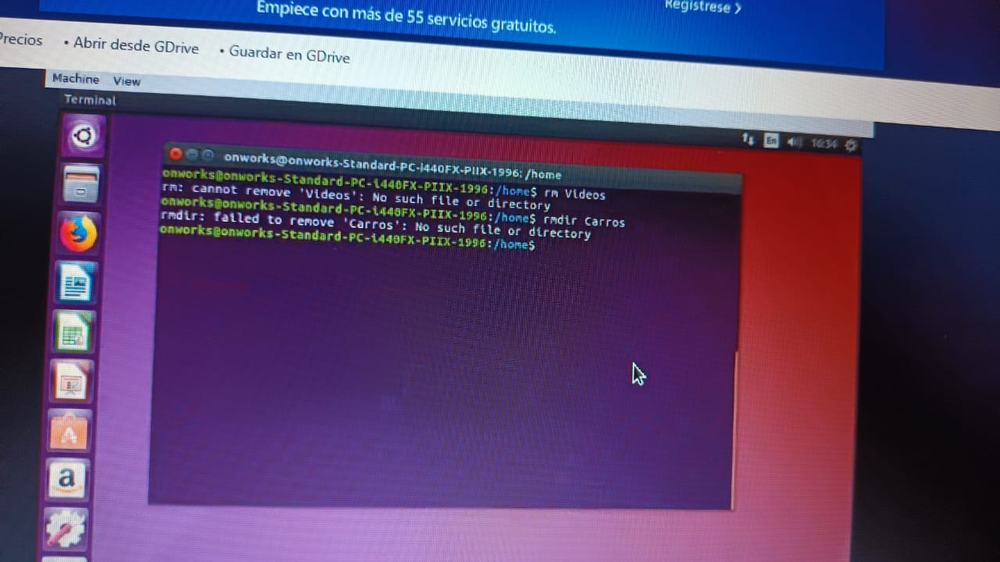 Empiece con más de 55 servicios gratuitos.
Regístrese
Precios
• Abrir desde GDrive
• Guardar en GDrive
Machine View
Terminal
En
16:34
onworks@onworks-Standard-PC-i440FX-PIIX-1996: /home
onworks@onworks-Standard-PC-i440FX-PIIX-1996:/home$ rm Videos
rm: cannot remove 'Videos': No such file or directory
onworks@onworks-Standard-PC-i440FX-PIIX-1996:/home$ rmdir Carros
rmdir: failed to remove 'Carros': No such file or directory
onworks@onworks-Standard-PC-i440FX-PIIX-1996:/home$
a